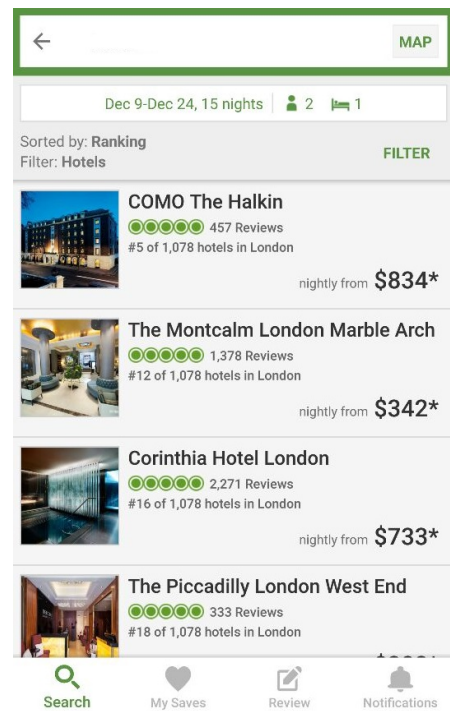 MAP
Dec 9-Dec 24, 15 nights 2 1
Sorted by: Ranking
Filter: Hotels
FILTER
COMO The Halkin
457 Reviews
#5 of 1,078 hotels in London
nightly from $834*
The Montcalm London Marble Arch
1,378 Reviews
#12 of 1,078 hotels in London
nightly from $342*
Corinthia Hotel London
2,271 Reviews
#16 of 1,078 hotels in London
nightly from $733*
The Piccadilly London West End
333 Reviews
#18 of 1,078 hotels in London
Search My Saves Review Notifications